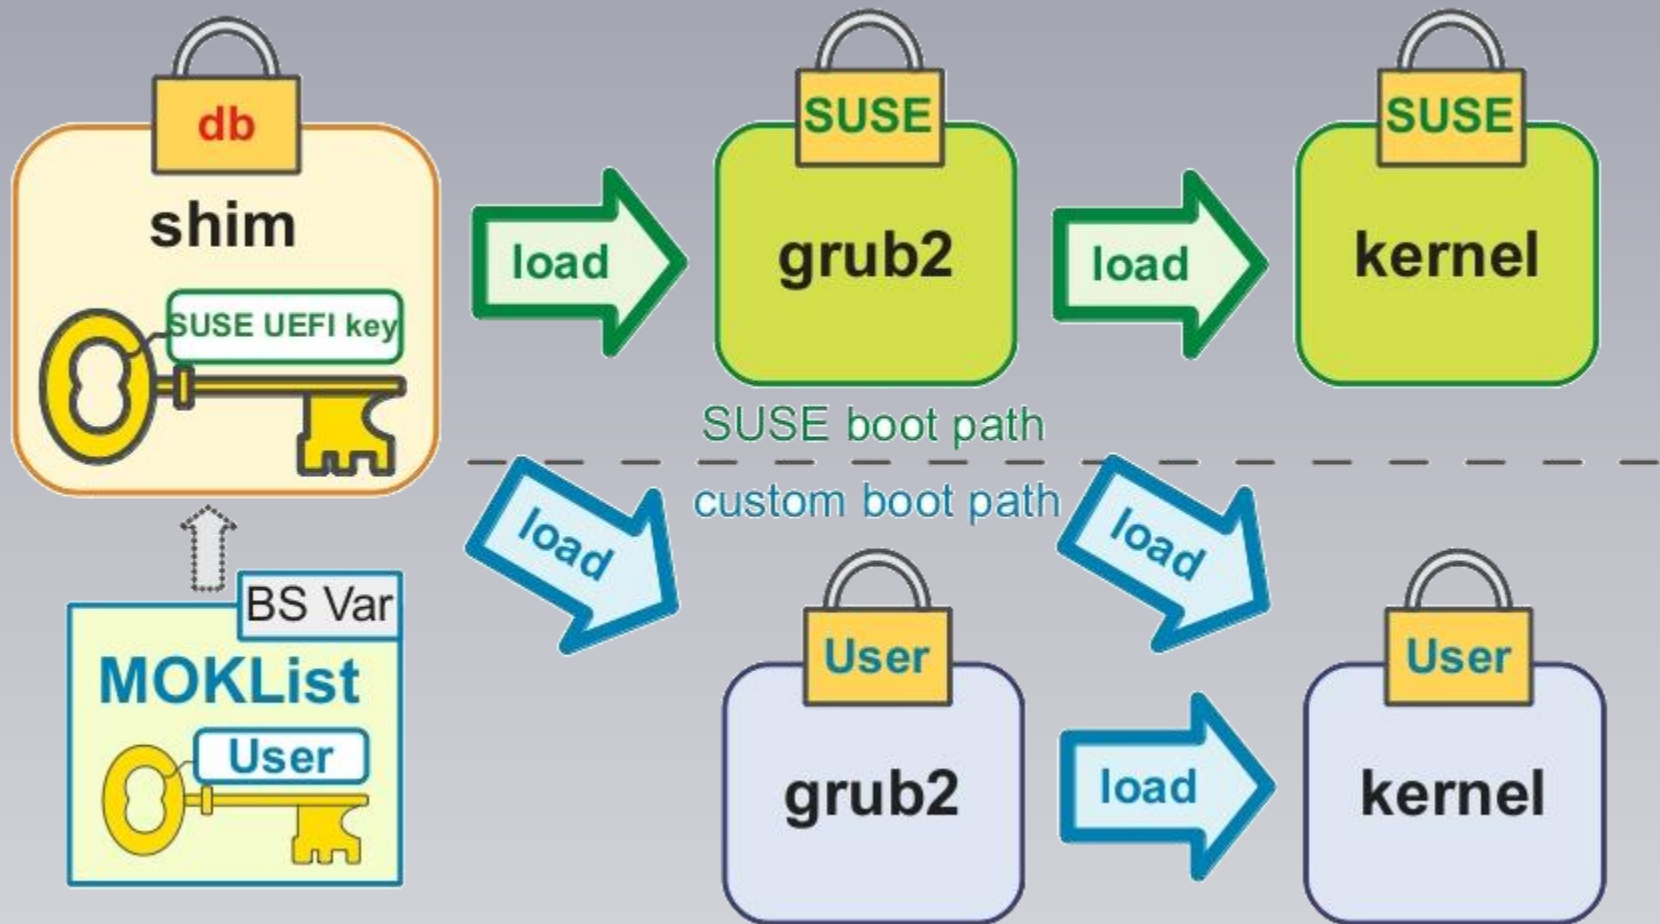 db
shim
SUSE UEFI key
load
SUSE
grub2
load
SUSE
kernel
SUSE boot path
custom boot path
load
load
BS Var
MOKList
User
User
grub2
load
User
kernel